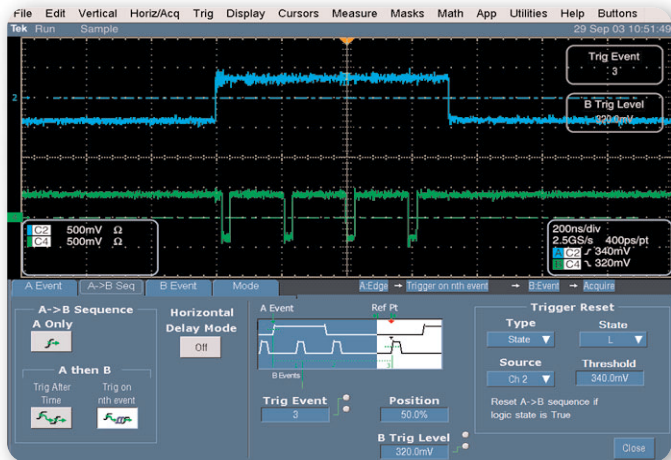 File Edit Vertical Horiz/Acq Trig Display Cursors Measure Masks Math App Utilities Help Buttons
Tek Run Sample 29 Sep 03 10:51:49
Trig Event
3
2
B Trig Level
320.0mV
C2 500mV Ω
C4 500mV Ω
200ns/div
2.5GS/s 400ps/pt
A C2 340mV
C4 320mV
A Event A->B Seq B Event Mode A:Edge → Trigger on nth event → B:Event → Acquire
A->B Sequence
A Only
A then B
Trig After Time
Trig on nth event
Horizontal
Delay Mode
Off
A Event Ref Pt
B Events
Trig Event
3
Position
50.0%
B Trig Level
320.0mV
Trigger Reset
Type State
State L
Source Threshold
Ch 2 340.0mV
Reset A->B sequence if
logic state is True
Close